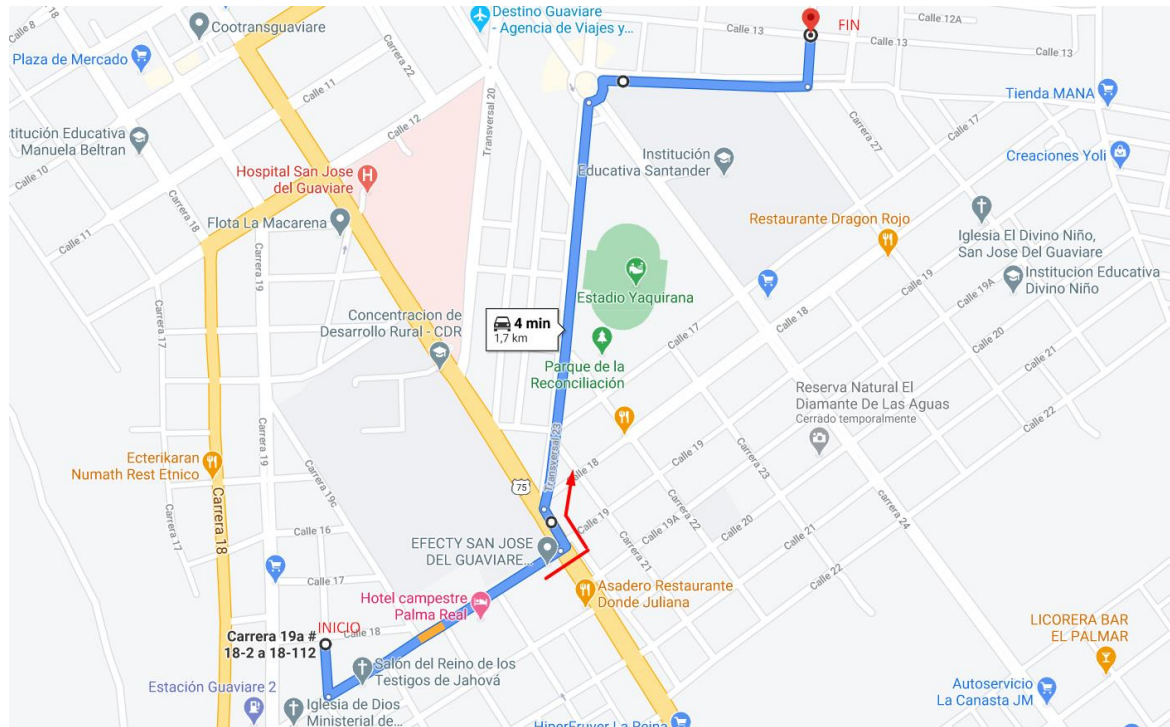 Calle 8
Cootransguaviare
Plaza de Mercado
Carrera 22
Destino Guaviare
- Agencia de Viajes y...
Calle 12A
Calle 13
FIN
Calle 13
Calle 13
Tienda MANA
Calle 11
Calle 12
Transversal 20
stitución Educativa
Manuela Beltran
Calle 10
Hospital San Jose
del Guaviare
Institución
Educativa Santander
Calle 17
Creaciones Yoli
Carrera 27
Carrera 18
Flota La Macarena
Calle 11
Restaurante Dragon Rojo
Iglesia El Divino Niño,
San Jose Del Guaviare
Carrera 19
Calle 19
Calle 19A
Institucion Educativa
Divino Niño
Estadio Yaquirana
Concentracion de
Desarrollo Rural - CDR
4 min
1,7 km
Calle 17
Calle 18
Calle 20
Carrera 17
Parque de la
Reconciliación
Calle 21
Reserva Natural El
Diamante De Las Aguas
Cerrado temporalmente
Calle 22
Ecterikaran
Numath Rest Etnico
Carrera 19
Carrera 19c
Transversal 23
Calle 18
Carrera 19
Carrera 23
75
Carrera 18
Carrera 17
Calle 16
Calle 19
Calle 19A
Carrera 22
Calle 20
carrera 24
EFECTY SAN JOSE
DEL GUAVIARE...
Carrera 21
Calle 21
Calle 22
Calle 17
Asadero Restaurante
Donde Juliana
Hotel campestre
Palma Real
INICIO
Carrera 19a #
18-2 a 18-112
Calle 18
LICORERA BAR
EL PALMAR
Salón del Reino de los
Testigos de Jahová
Estación Guaviare 2
Iglesia de Dios
Ministerial de...
Autoservicio
La Canasta JM
HiperFruver La Reina